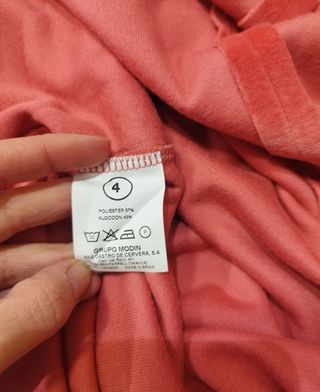 4
POLIESTER 57%
ALGODON 43%
GRUPO MODIN
CASTRO DE CERVERA, S.A.
MADE IN SPAIN